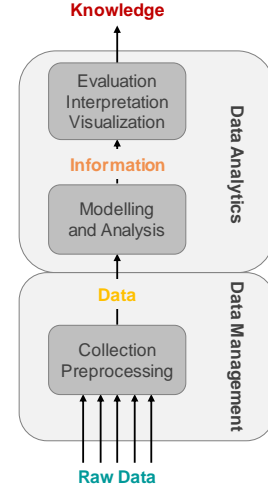 Knowledge
Evaluation
Interpretation
Visualization
Information
Modelling
and Analysis
Data Analytics
Data
Collection
Preprocessing
Data Management
Raw Data